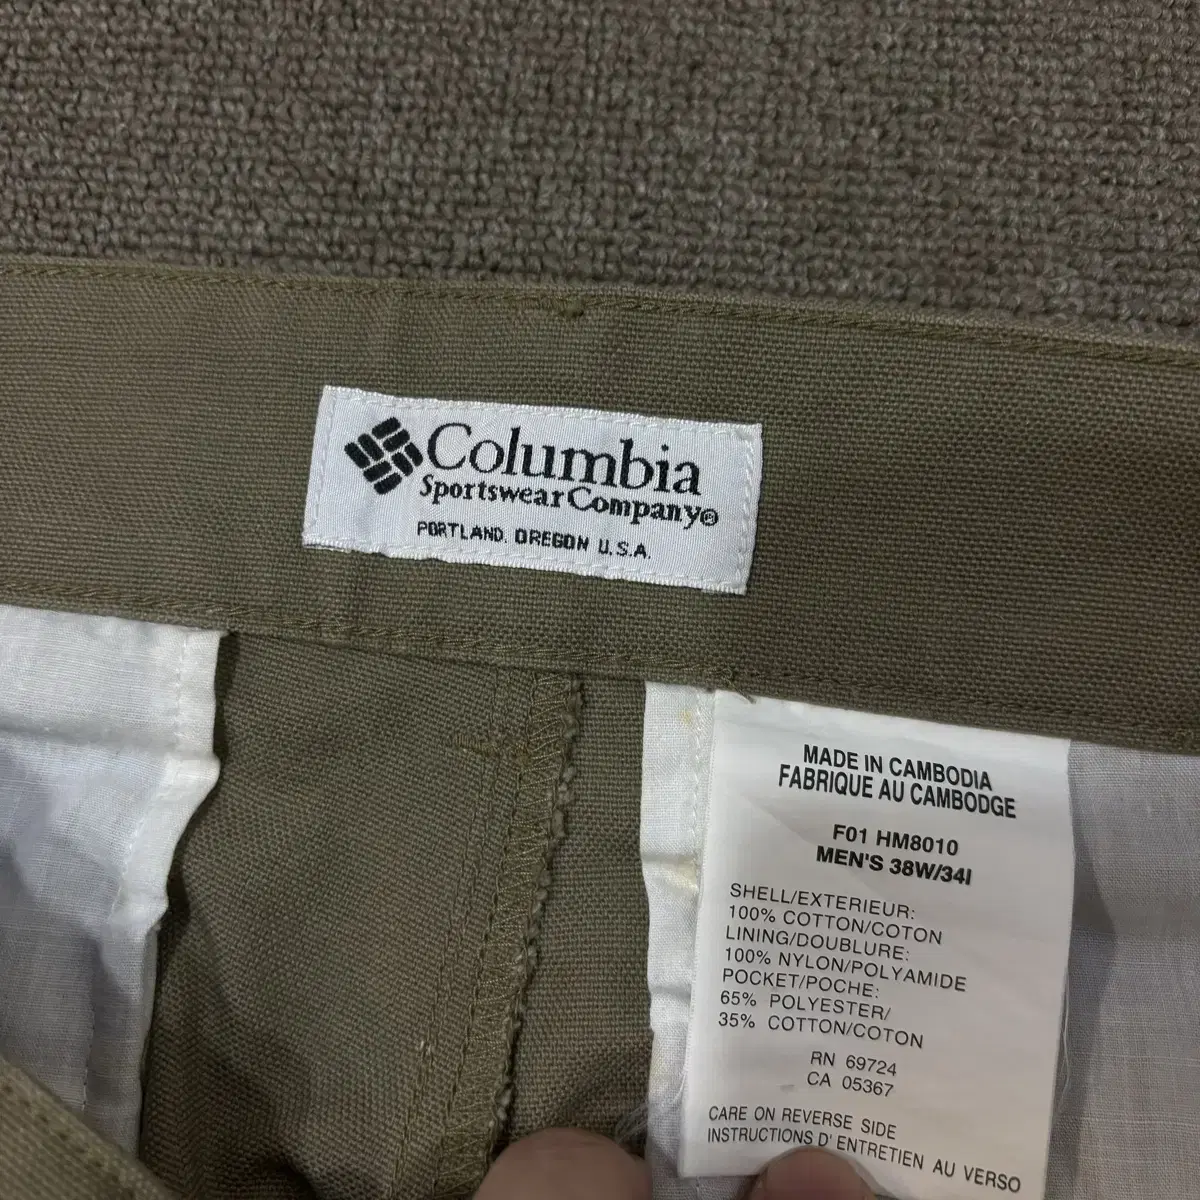 Columbia
Sportswear Company®
PORTLAND, OREGON U.S.A.
MADE IN CAMBODIA
FABRIQUE AU CAMBODGE
F01 HM8010
MEN'S 38W/34I
SHELL/EXTERIEUR:
100% COTTON/COTON
LINING/DOUBLURE:
100% NYLON/POLYAMIDE
POCKET/POCHE:
65% POLYESTER/
35% COTTON/COTON
RN 69724
CA 05367
CARE ON REVERSE SIDE
INSTRUCTIONS D'ENTRETIEN AU VERSO